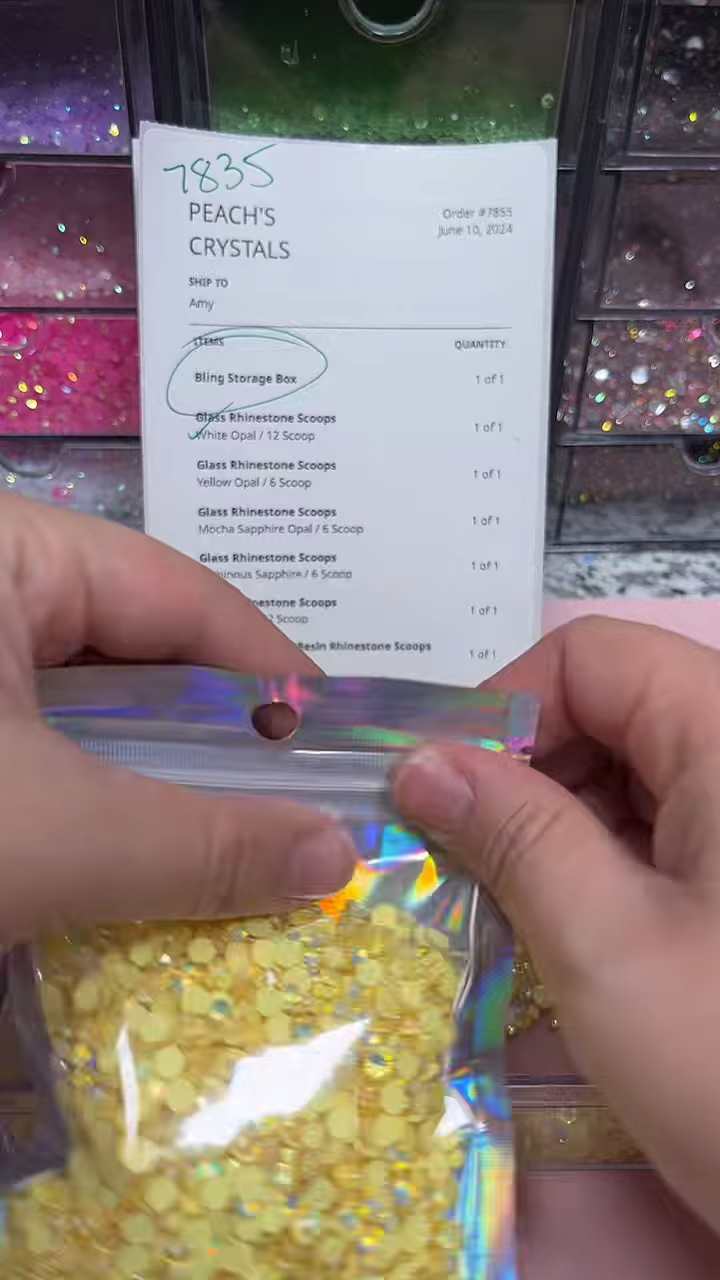 7835
PEACH'S
CRYSTALS
Order #7855
June 10, 2024
SHIP TO
Amy
ITEMS QUANTITY
Bling Storage Box 1 of 1
Glass Rhinestone Scoops
White Opal / 12 Scoop 1 of 1
Glass Rhinestone Scoops
Yellow Opal / 6 Scoop 1 of 1
Glass Rhinestone Scoops
Mocha Sapphire Opal / 6 Scoop 1 of 1
Glass Rhinestone Scoops
Sapphire / 6 Scoop 1 of 1
Scoops
Scoop 1 of 1
Resin Rhinestone Scoops 1 of 1